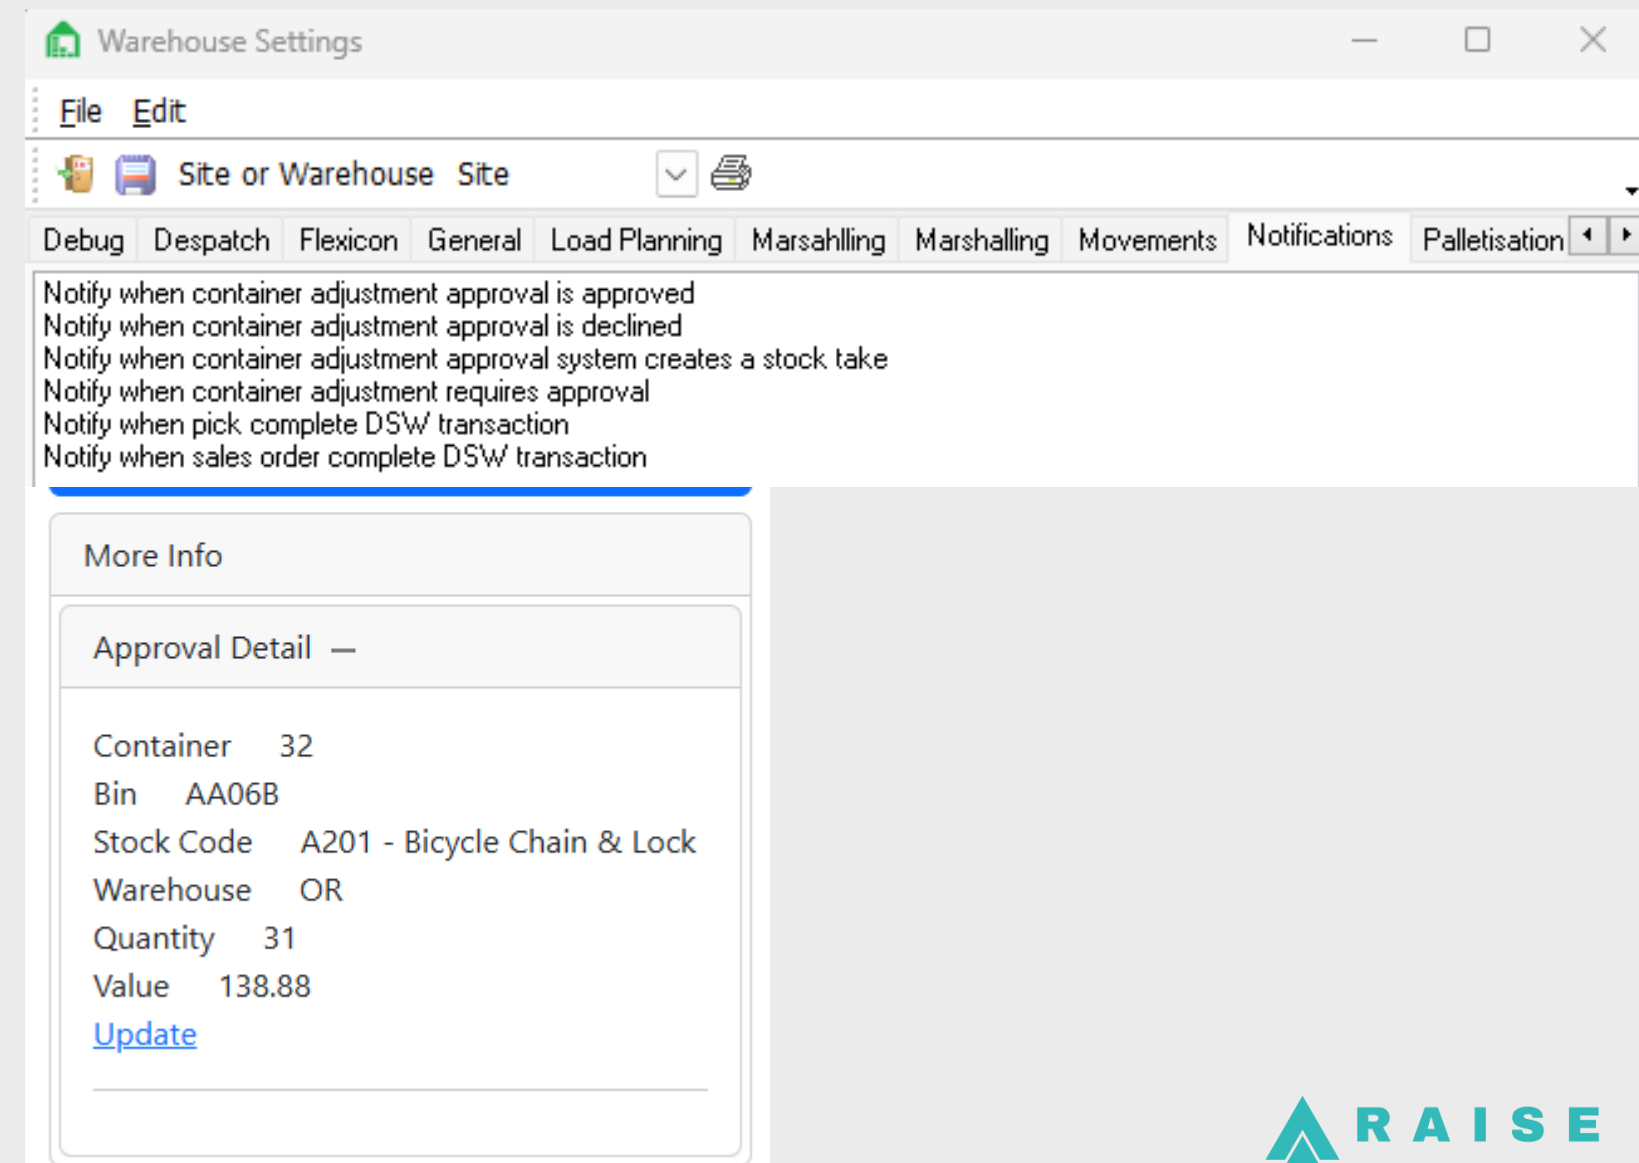 Warehouse Settings
File Edit
Site or Warehouse Site
Debug Despatch Flexicon General Load Planning Marsahlling Marshalling Movements Notifications Palletisation
Notify when container adjustment approval is approved
Notify when container adjustment approval is declined
Notify when container adjustment approval system creates a stock take
Notify when container adjustment requires approval
Notify when pick complete DSW transaction
Notify when sales order complete DSW transaction
More Info
Approval Detail —
Container 32
Bin AA06B
Stock Code A201 - Bicycle Chain & Lock
Warehouse OR
Quantity 31
Value 138.88
Update
RAISE